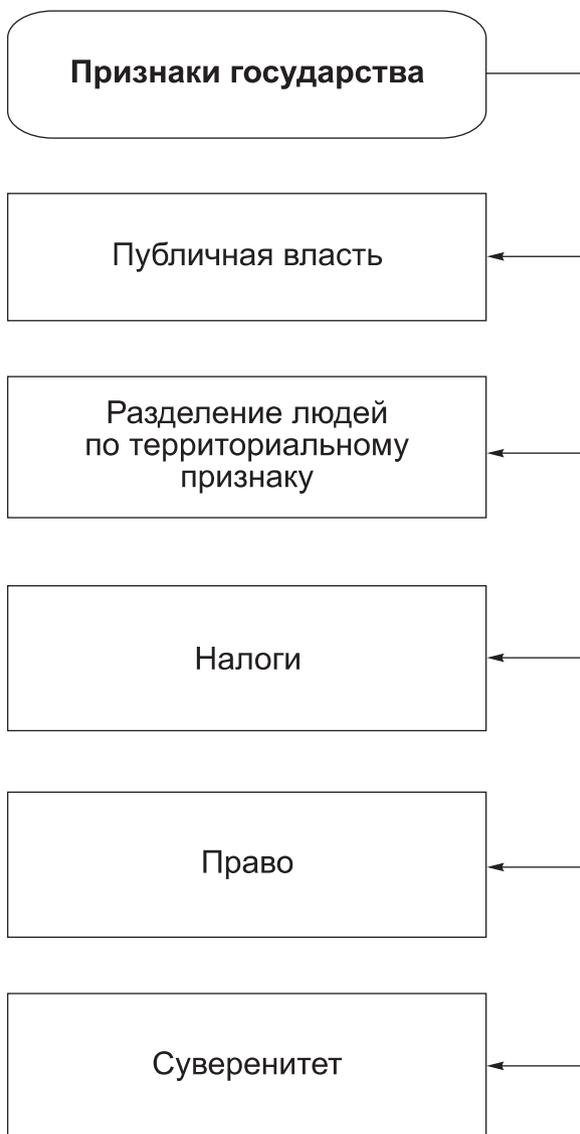 Признаки государства
Публичная власть
Разделение людей
по территориальному
признаку
Налоги
Право
Суверенитет